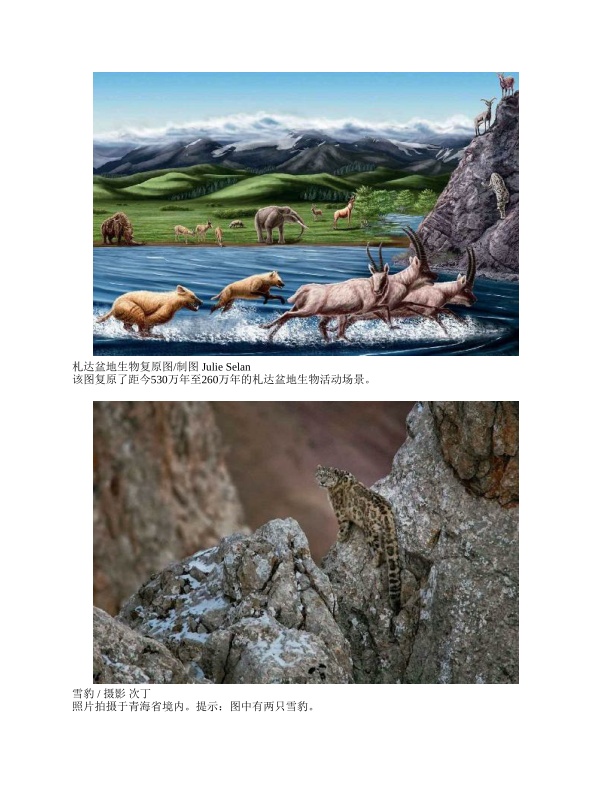 札达盆地生物复原图/制图 Julie Selan
该图复原了距今530万年至260万年的札达盆地生物活动场景。
雪豹 / 摄影 次丁
照片拍摄于青海省境内。提示：图中有两只雪豹。